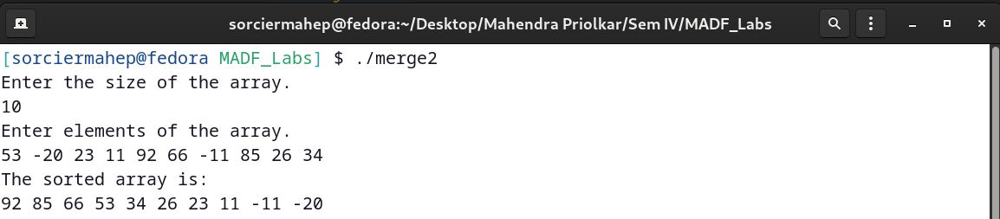 sorciermahep@fedora:~/Desktop/Mahendra Priolkar/Sem IV/MADF_Labs
[sorciermahep@fedora MADF_Labs] $ ./merge2
Enter the size of the array.
10
Enter elements of the array.
53 -20 23 11 92 66 -11 85 26 34
The sorted array is:
92 85 66 53 34 26 23 11 -11 -20